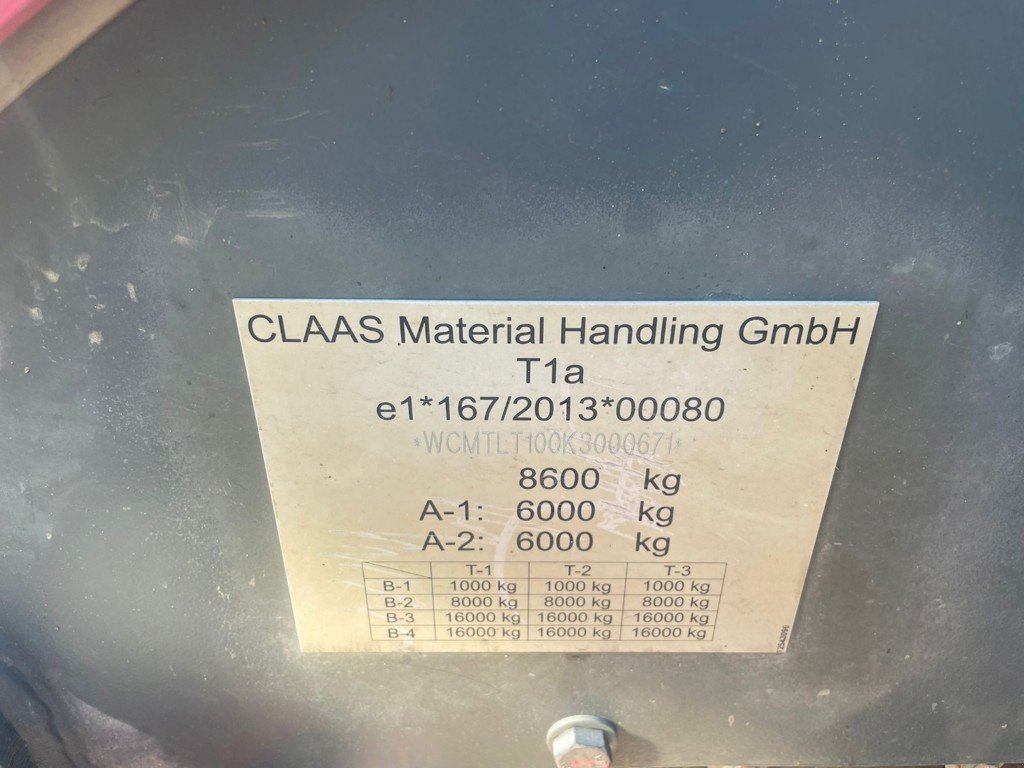 CLAAS Material Handling GmbH
T1a
e1*167/2013*00080
*WCMTLT100K3000671*
8600 kg
A-1: 6000 kg
A-2: 6000 kg
T-1 T-2 T-3
B-1 1000 kg 1000 kg 1000 kg
B-2 8000 kg 8000 kg 8000 kg
B-3 16000 kg 16000 kg 16000 kg
B-4 16000 kg 16000 kg 16000 kg